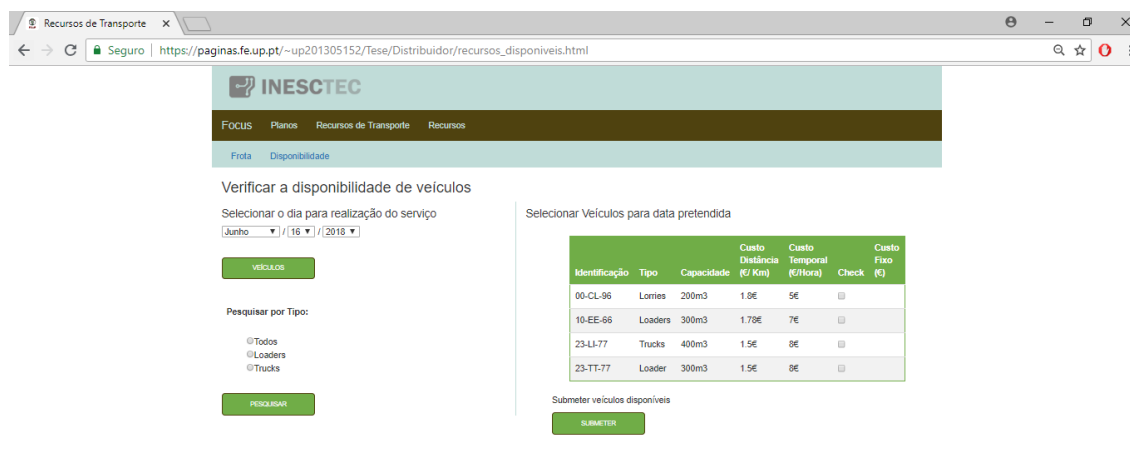 Recursos de Transporte
Seguro | https://paginas.fe.up.pt/~up201305152/Tese/Distribuidor/recursos_disponiveis.html
INESCTEC
Focus Planos Recursos de Transporte Recursos
Frota Disponibilidade
Verificar a disponibilidade de veículos
Selecionar o dia para realização do serviço
Junho / 16 / 2018
VEÍCULOS
Pesquisar por Tipo:
Todos
Loaders
Trucks
PESQUISAR
Selecionar Veículos para data pretendida
Identificação Tipo Capacidade Custo Distância (€/ Km) Custo Temporal (€/Hora) Check Custo Fixo (€)
00-CL-96 Lorries 200m3 1.8€ 5€
10-EE-66 Loaders 300m3 1.78€ 7€
23-LI-77 Trucks 400m3 1.5€ 8€
23-TT-77 Loader 300m3 1.5€ 8€
Submeter veículos disponíveis
SUBMETER